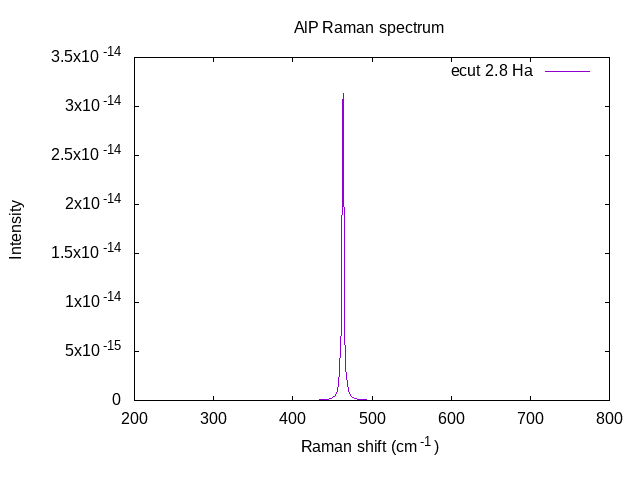 AlP Raman spectrum
3.5x10⁻¹⁴
3x10⁻¹⁴
2.5x10⁻¹⁴
2x10⁻¹⁴
1.5x10⁻¹⁴
1x10⁻¹⁴
5x10⁻¹⁵
0
Intensity
ecut 2.8 Ha
200 300 400 500 600 700 800
Raman shift (cm⁻¹)